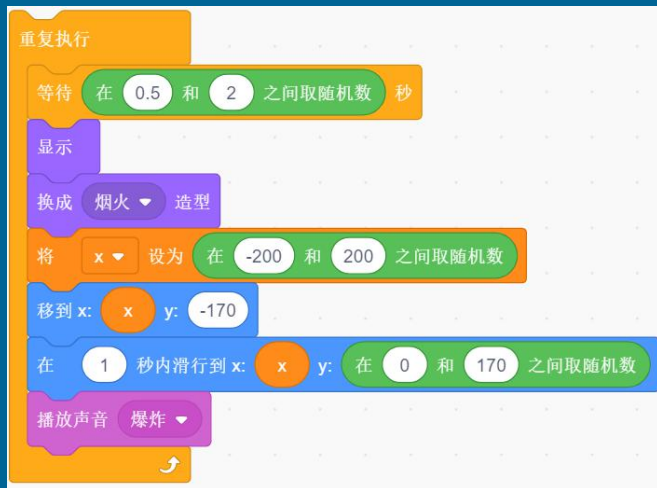 重复执行
等待 在 0.5 和 2 之间取随机数 秒
显示
换成 烟火 造型
将 x 设为 在 -200 和 200 之间取随机数
移到 x: x y: -170
在 1 秒内滑行到 x: x y: 在 0 和 170 之间取随机数
播放声音 爆炸